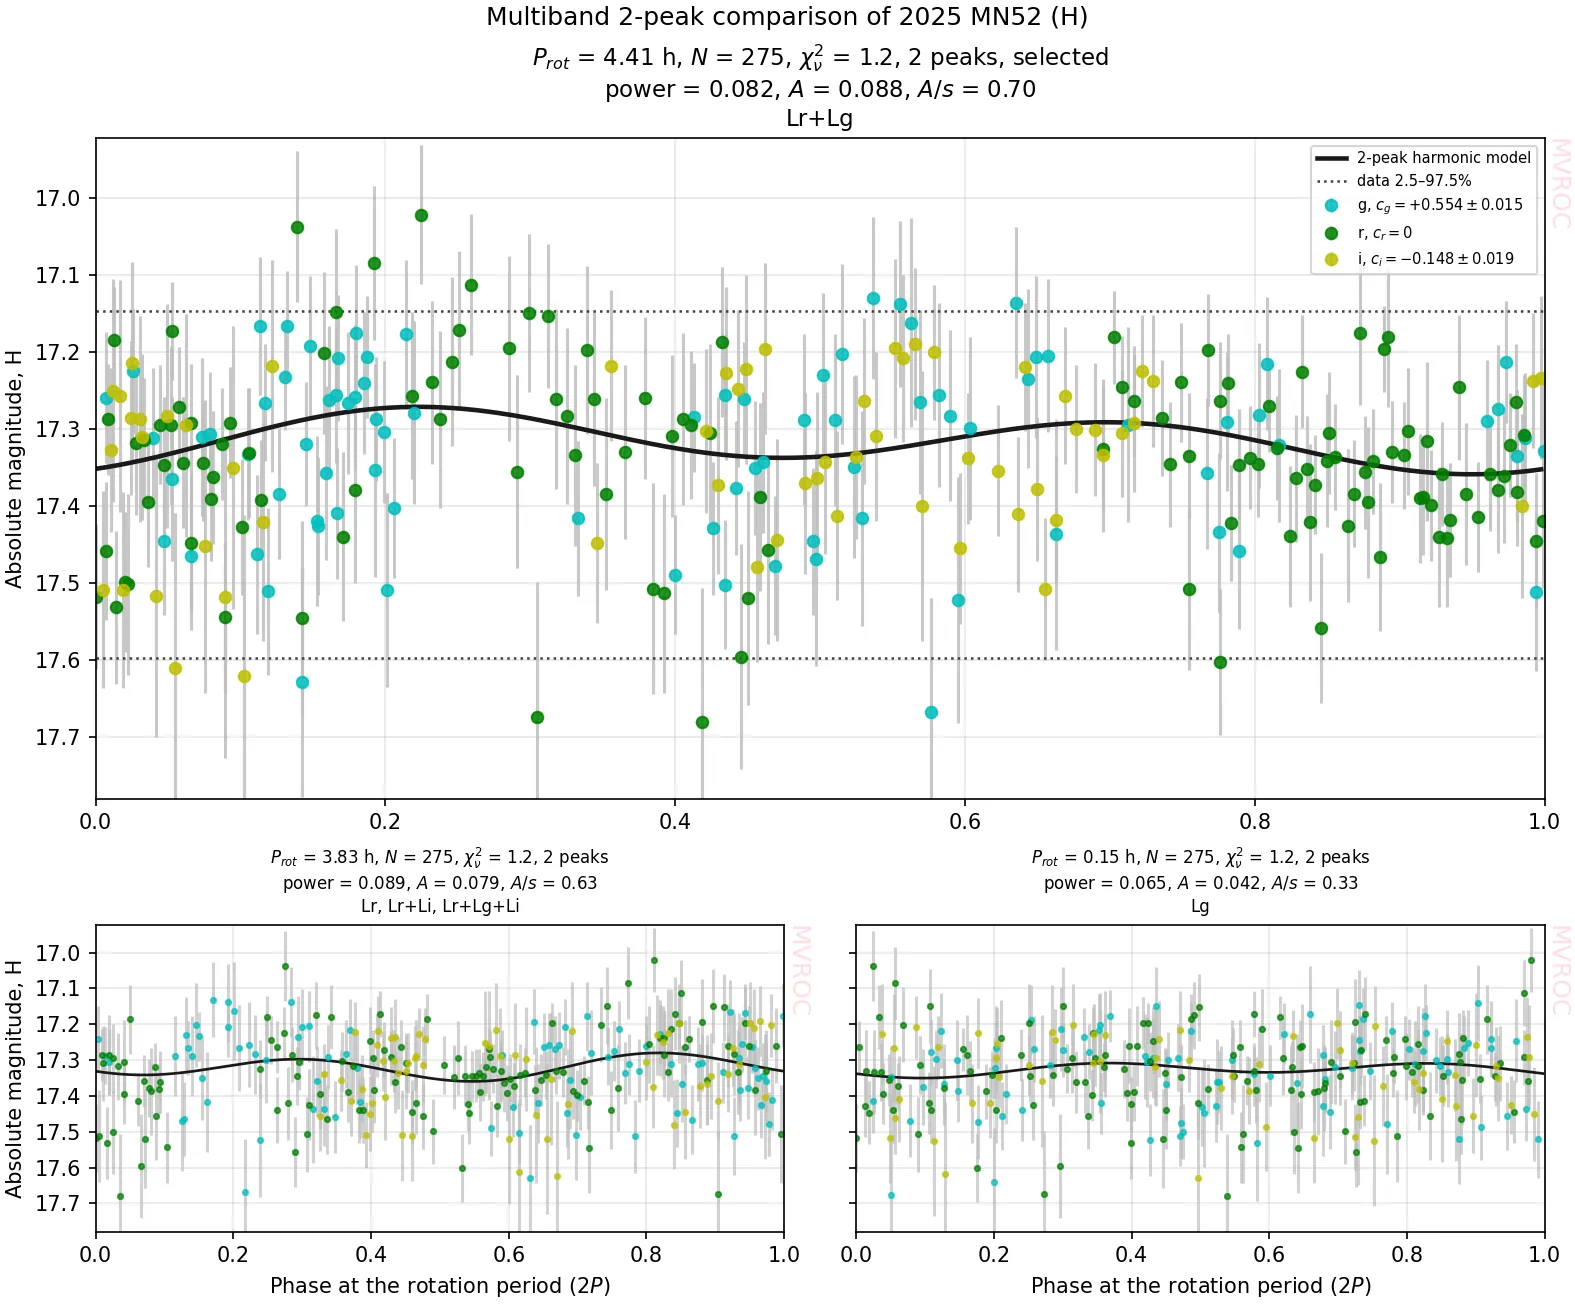 Multiband 2-peak comparison of 2025 MN52 (H)
P_rot = 4.41 h, N = 275, χ²_ν = 1.2, 2 peaks, selected
power = 0.082, A = 0.088, A/s = 0.70
Lr+Lg
2-peak harmonic model
data 2.5–97.5%
g, c_g = +0.554 ± 0.015
r, c_r = 0
i, c_i = −0.148 ± 0.019
MVROC
Absolute magnitude, H
17.0
17.1
17.2
17.3
17.4
17.5
17.6
17.7
0.0 0.2 0.4 0.6 0.8 1.0
P_rot = 3.83 h, N = 275, χ²_ν = 1.2, 2 peaks
power = 0.089, A = 0.079, A/s = 0.63
Lr, Lr+Li, Lr+Lg+Li
MVROC
Absolute magnitude, H
17.0
17.1
17.2
17.3
17.4
17.5
17.6
17.7
0.0 0.2 0.4 0.6 0.8 1.0
Phase at the rotation period (2P)
P_rot = 0.15 h, N = 275, χ²_ν = 1.2, 2 peaks
power = 0.065, A = 0.042, A/s = 0.33
Lg
MVROC
0.0 0.2 0.4 0.6 0.8 1.0
Phase at the rotation period (2P)